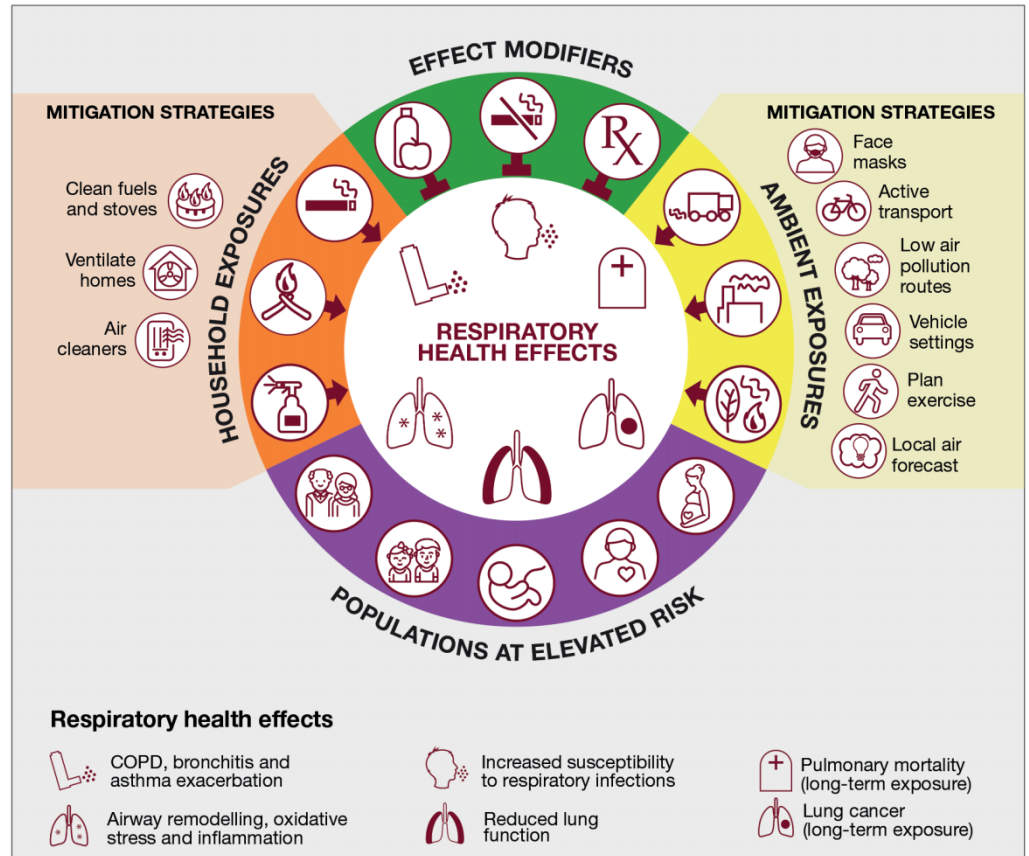 EFFECT MODIFIERS
MITIGATION STRATEGIES
Clean fuels
and stoves
Ventilate
homes
Air
cleaners
HOUSEHOLD EXPOSURES
Rx
MITIGATION STRATEGIES
Face
masks
Active
transport
Low air
pollution
routes
Vehicle
settings
Plan
exercise
Local air
forecast
AMBIENT EXPOSURES
RESPIRATORY
HEALTH EFFECTS
POPULATIONS AT ELEVATED RISK
Respiratory health effects
COPD, bronchitis and
asthma exacerbation
Increased susceptibility
to respiratory infections
Pulmonary mortality
(long-term exposure)
Airway remodelling, oxidative
stress and inflammation
Reduced lung
function
Lung cancer
(long-term exposure)